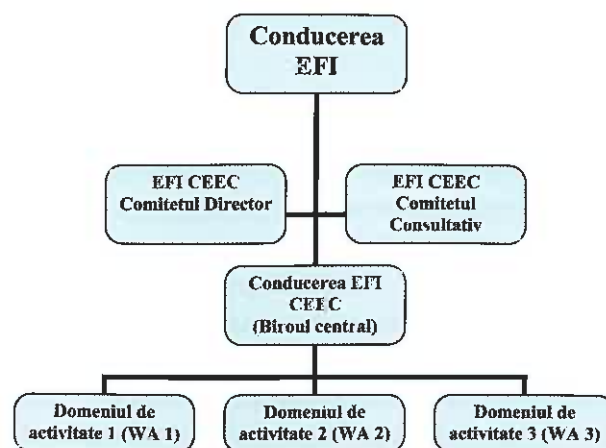 Conducerea
EFI
EFI CEEC
Comitetul Director
EFI CEEC
Comitetul
Consultativ
Conducerea EFI
CEEC
(Biroul central)
Domeniul de
activitate 1 (WA 1)
Domeniul de
activitate 2 (WA 2)
Domeniul de
activitate 3 (WA 3)